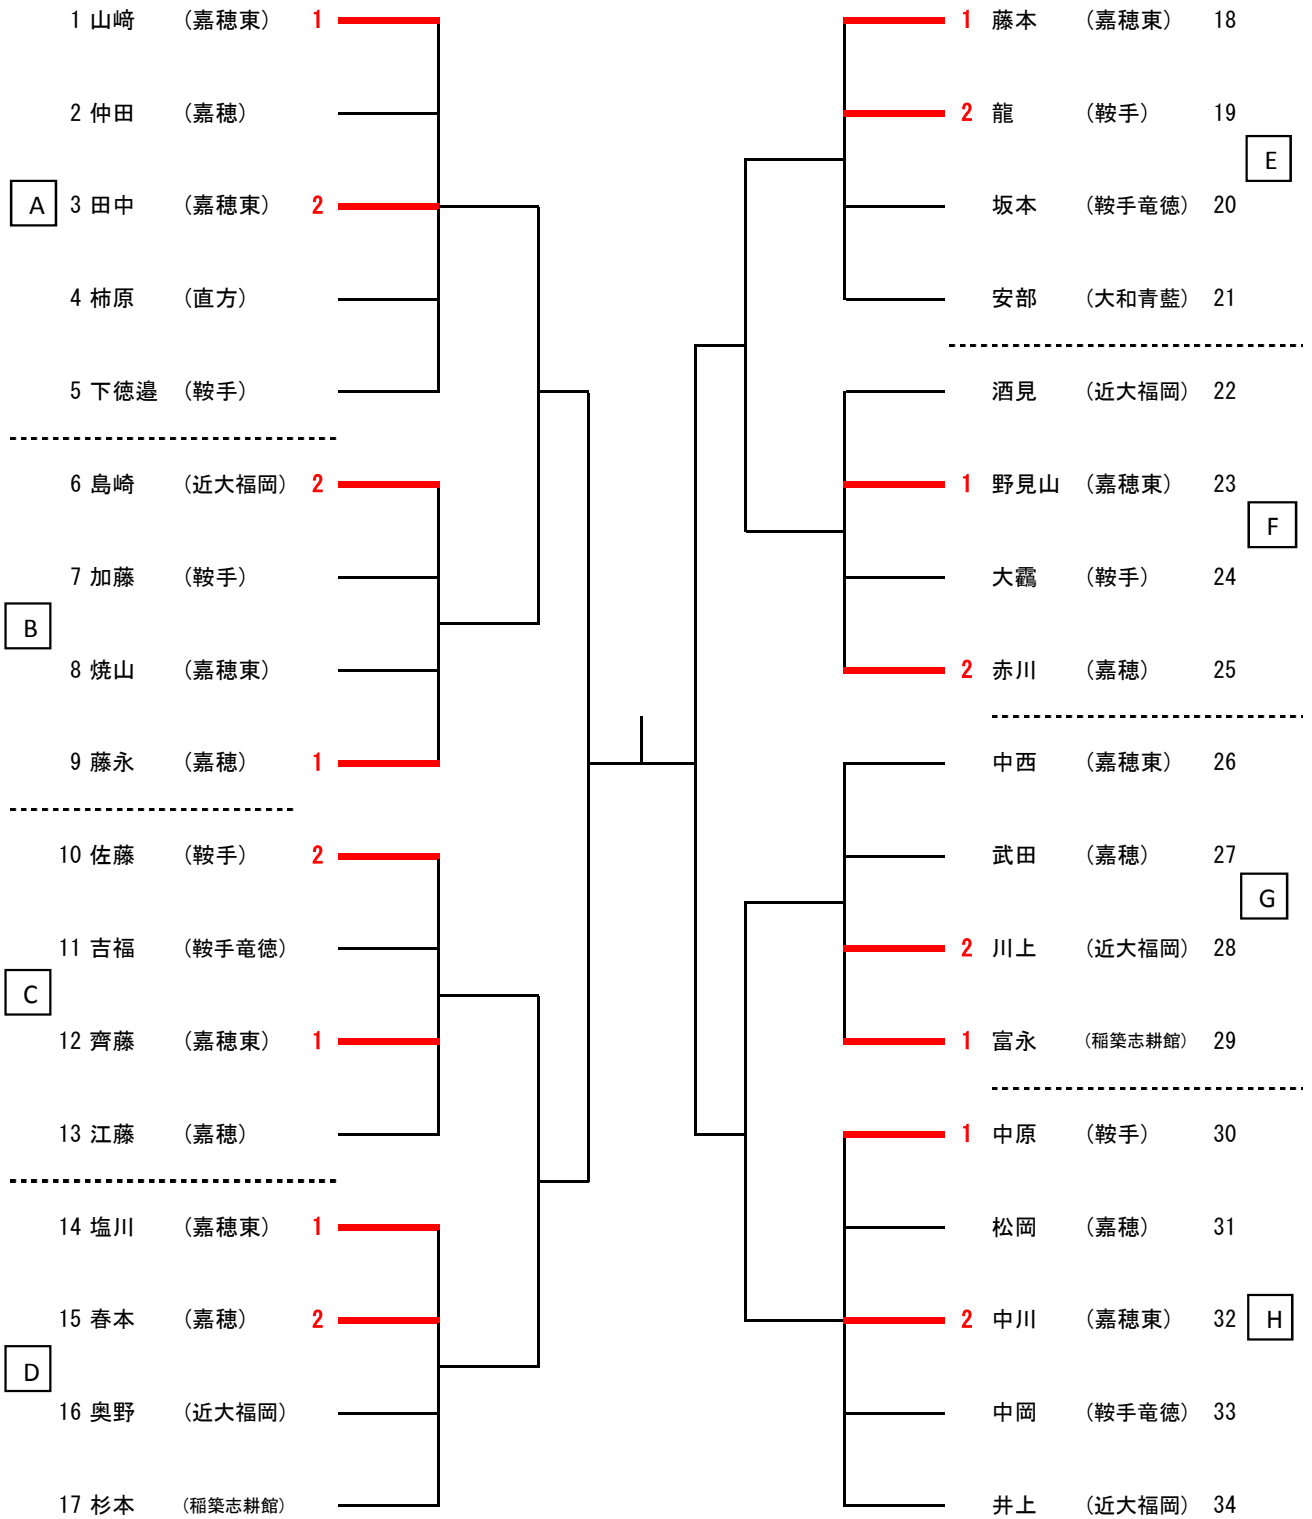 1 山﨑 (嘉穂東) 1
2 仲田 (嘉穂)
A
3 田中 (嘉穂東) 2
4 柿原 (直方)
5 下徳邉 (鞍手)
6 島崎 (近大福岡) 2
7 加藤 (鞍手)
B
8 焼山 (嘉穂東)
9 藤永 (嘉穂) 1
10 佐藤 (鞍手) 2
11 吉福 (鞍手竜徳)
C
12 齊藤 (嘉穂東) 1
13 江藤 (嘉穂)
14 塩川 (嘉穂東) 1
15 春本 (嘉穂) 2
D
16 奥野 (近大福岡)
17 杉本 (稲築志耕館)
1 藤本 (嘉穂東) 18
2 龍 (鞍手) 19
E
坂本 (鞍手竜徳) 20
安部 (大和青藍) 21
酒見 (近大福岡) 22
1 野見山 (嘉穂東) 23
F
大靏 (鞍手) 24
2 赤川 (嘉穂) 25
中西 (嘉穂東) 26
武田 (嘉穂) 27
G
2 川上 (近大福岡) 28
1 富永 (稲築志耕館) 29
1 中原 (鞍手) 30
松岡 (嘉穂) 31
2 中川 (嘉穂東) 32 H
中岡 (鞍手竜徳) 33
井上 (近大福岡) 34